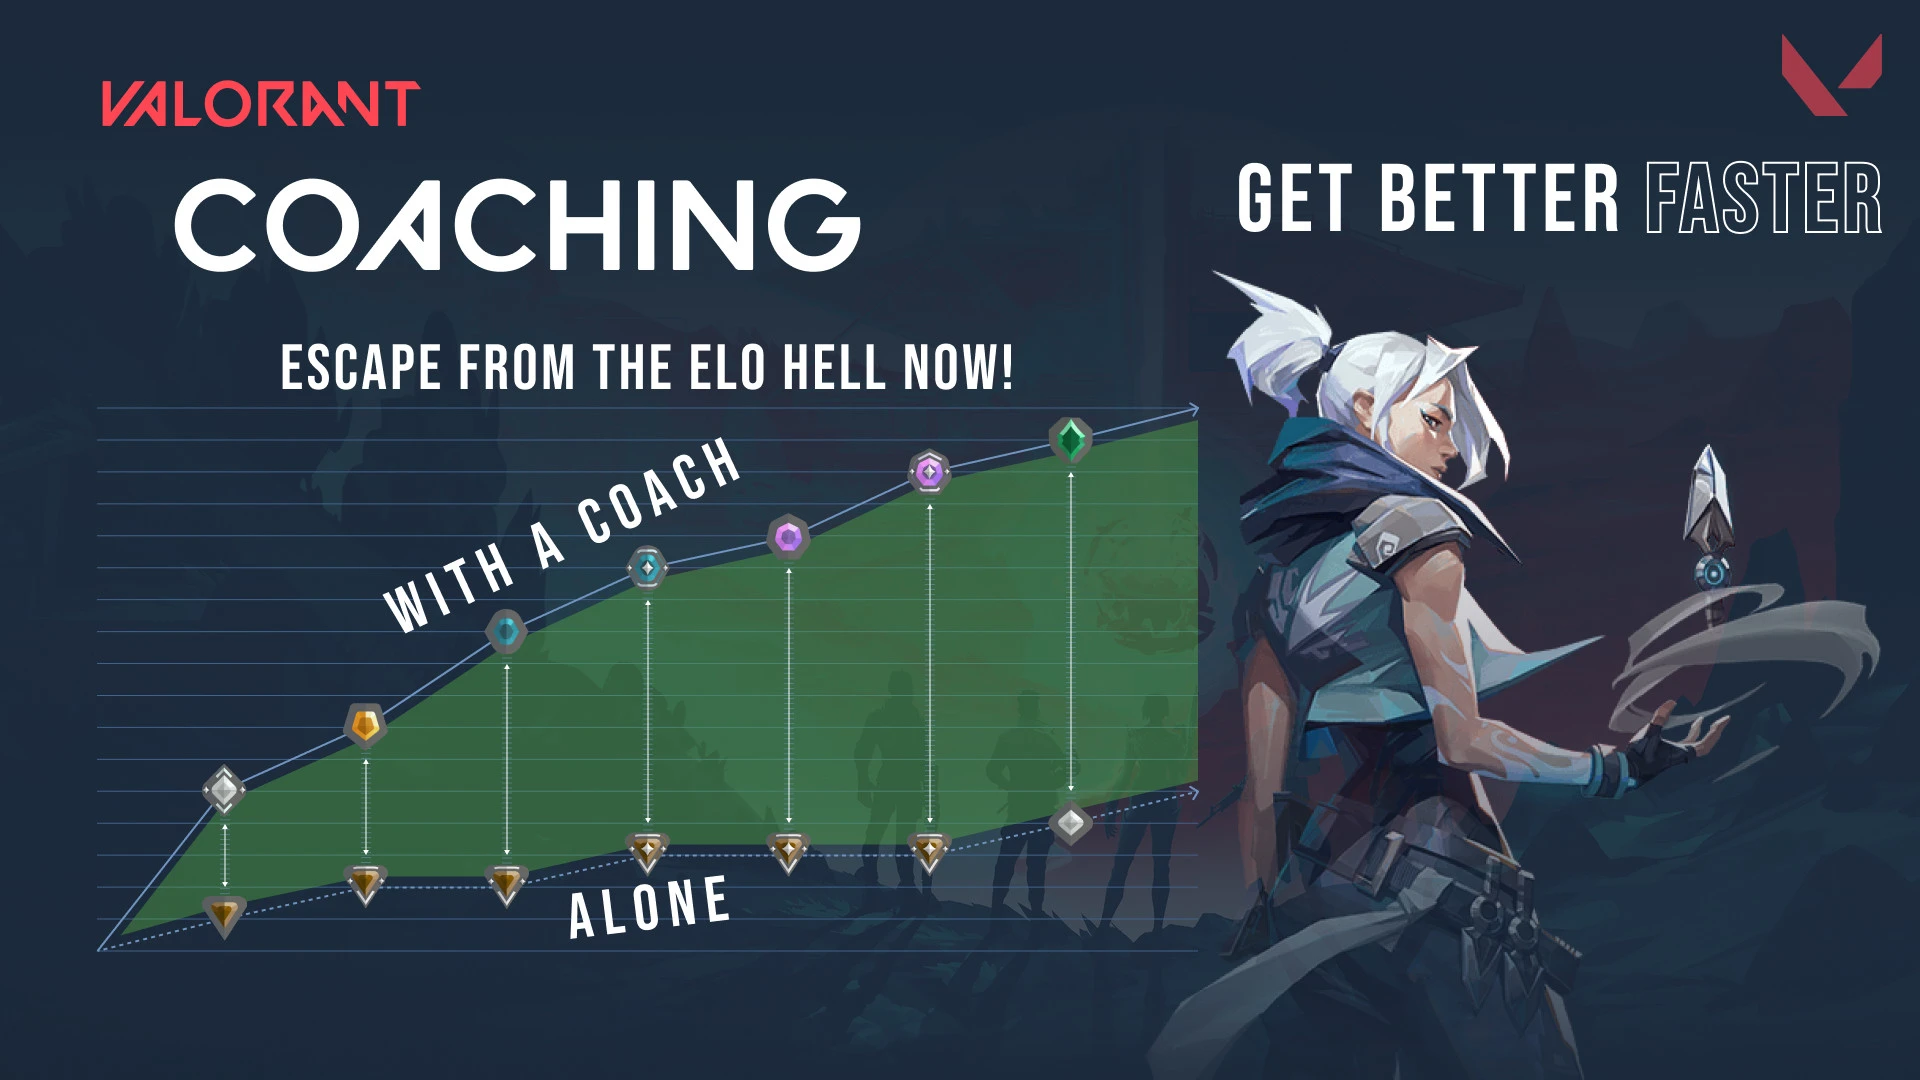 VALORANT
COACHING
GET BETTER FASTER
ESCAPE FROM THE ELO HELL NOW!
WITH A COACH
ALONE